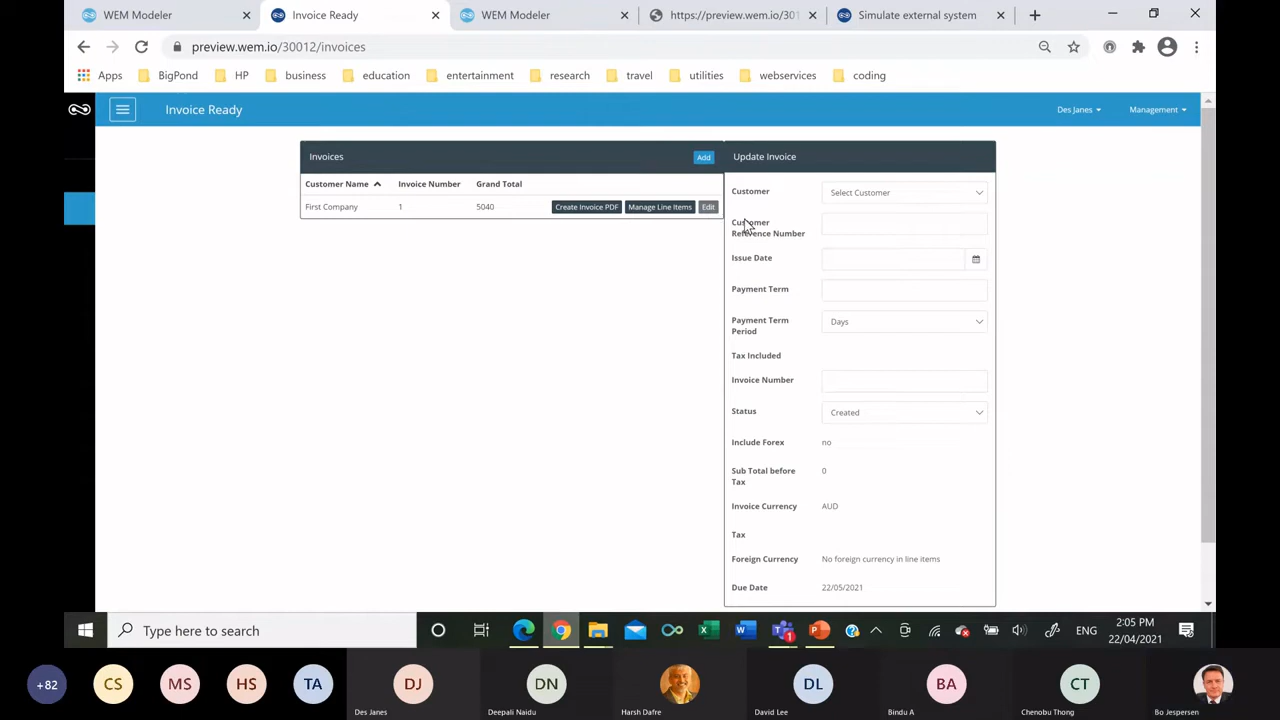 WEM Modeler
Invoice Ready
WEM Modeler
https://preview.wem.io/301
Simulate external system
preview.wem.io/30012/invoices
Apps BigPond HP business education entertainment research travel utilities webservices coding
Invoice Ready
Des Janes
Management
Invoices
Add
Customer Name Invoice Number Grand Total
First Company 1 5040 Create Invoice PDF Manage Line Items Edit
Update Invoice
Customer Select Customer
Customer
Reference Number
Issue Date
Payment Term
Payment Term
Period
Days
Tax Included
Invoice Number
Status Created
Include Forex no
Sub Total before
Tax
0
Invoice Currency AUD
Tax
Foreign Currency No foreign currency in line items
Due Date 22/05/2021
Type here to search
1
ENG
2:05 PM
22/04/2021
+82 CS MS HS TA DJ DN DL BA CT
Des Janes Deepali Naidu Harsh Dafre David Lee Bindu A Chenobu Thong Bo Jespersen